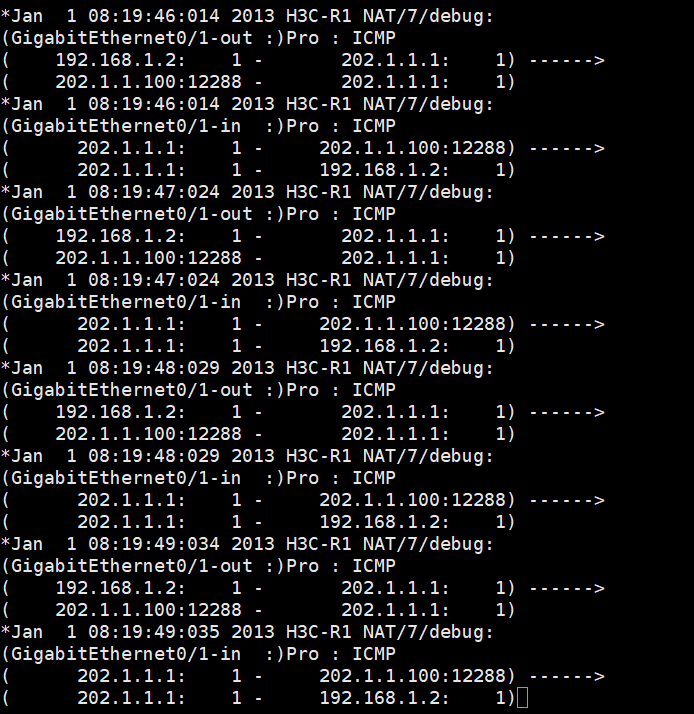 *Jan  1 08:19:46:014 2013 H3C-R1 NAT/7/debug:
(GigabitEthernet0/1-out :)Pro : ICMP
(    192.168.1.2:    1 -       202.1.1.1:    1) ------>
(  202.1.1.100:12288 -       202.1.1.1:    1)
*Jan  1 08:19:46:014 2013 H3C-R1 NAT/7/debug:
(GigabitEthernet0/1-in  :)Pro : ICMP
(      202.1.1.1:    1 -     202.1.1.100:12288) ------>
(      202.1.1.1:    1 -     192.168.1.2:    1)
*Jan  1 08:19:47:024 2013 H3C-R1 NAT/7/debug:
(GigabitEthernet0/1-out :)Pro : ICMP
(    192.168.1.2:    1 -       202.1.1.1:    1) ------>
(  202.1.1.100:12288 -       202.1.1.1:    1)
*Jan  1 08:19:47:024 2013 H3C-R1 NAT/7/debug:
(GigabitEthernet0/1-in  :)Pro : ICMP
(      202.1.1.1:    1 -     202.1.1.100:12288) ------>
(      202.1.1.1:    1 -     192.168.1.2:    1)
*Jan  1 08:19:48:029 2013 H3C-R1 NAT/7/debug:
(GigabitEthernet0/1-out :)Pro : ICMP
(    192.168.1.2:    1 -       202.1.1.1:    1) ------>
(  202.1.1.100:12288 -       202.1.1.1:    1)
*Jan  1 08:19:48:029 2013 H3C-R1 NAT/7/debug:
(GigabitEthernet0/1-in  :)Pro : ICMP
(      202.1.1.1:    1 -     202.1.1.100:12288) ------>
(      202.1.1.1:    1 -     192.168.1.2:    1)
*Jan  1 08:19:49:034 2013 H3C-R1 NAT/7/debug:
(GigabitEthernet0/1-out :)Pro : ICMP
(    192.168.1.2:    1 -       202.1.1.1:    1) ------>
(  202.1.1.100:12288 -       202.1.1.1:    1)
*Jan  1 08:19:49:035 2013 H3C-R1 NAT/7/debug:
(GigabitEthernet0/1-in  :)Pro : ICMP
(      202.1.1.1:    1 -     202.1.1.100:12288) ------>
(      202.1.1.1:    1 -     192.168.1.2:    1)